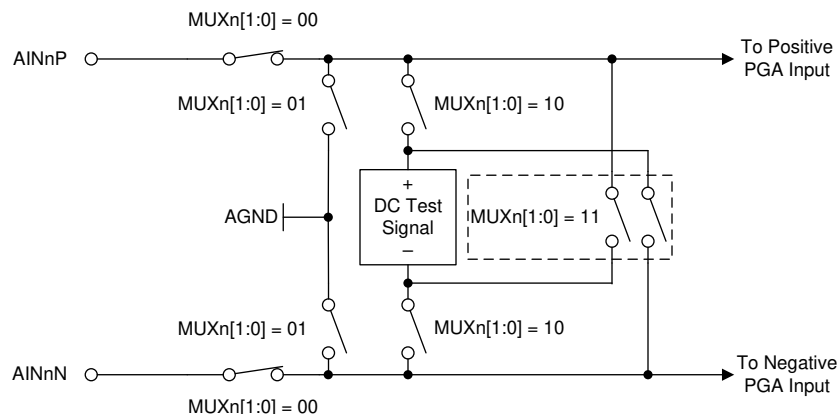 MUXn[1:0] = 00
AINnP
To Positive
PGA Input
MUXn[1:0] = 01
MUXn[1:0] = 10
+
DC Test
Signal
–
AGND
MUXn[1:0] = 11
MUXn[1:0] = 01
MUXn[1:0] = 10
AINnN
To Negative
PGA Input
MUXn[1:0] = 00